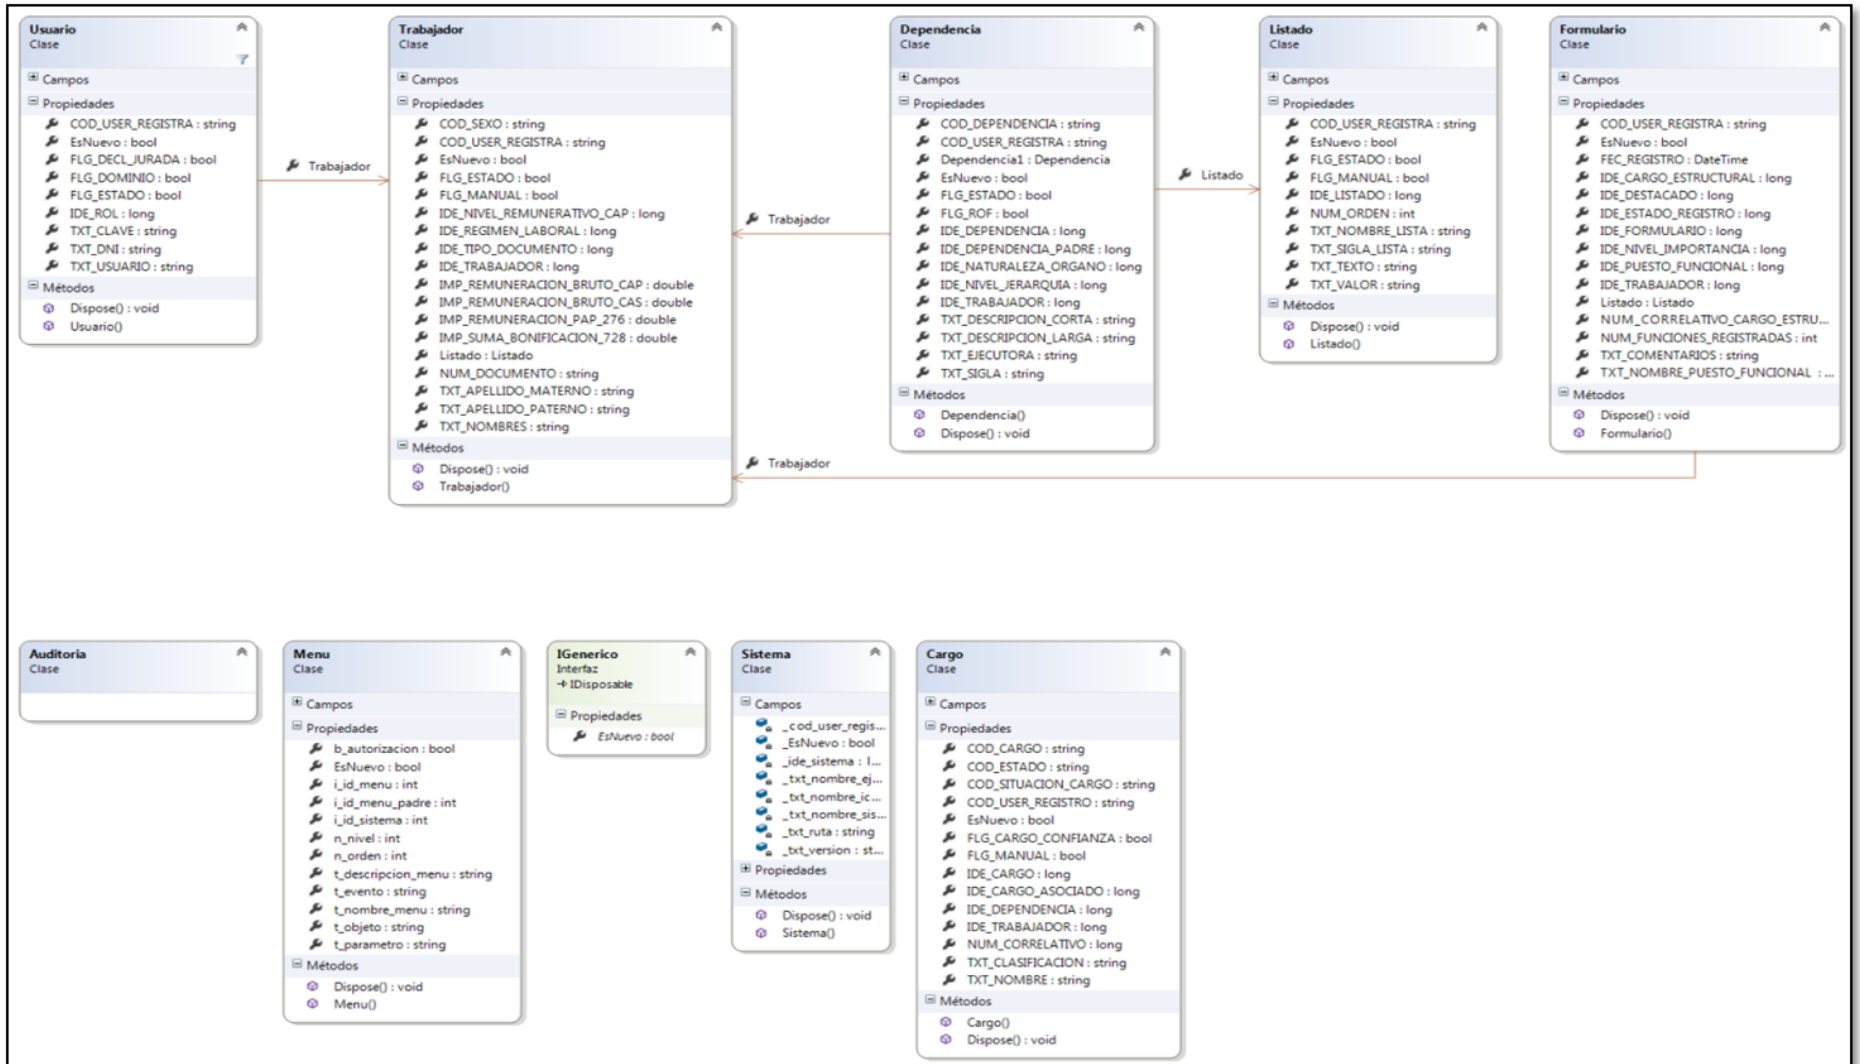 Usuario
Clase
Campos
Propiedades
COD_USER_REGISTRA : string
EsNuevo : bool
FLG_DECL_JURADA : bool
FLG_DOMINIO : bool
FLG_ESTADO : bool
IDE_ROL : long
TXT_CLAVE : string
TXT_DNI : string
TXT_USUARIO : string
Métodos
Dispose() : void
Usuario()
Trabajador
Trabajador
Clase
Campos
Propiedades
COD_SEXO : string
COD_USER_REGISTRA : string
EsNuevo : bool
FLG_ESTADO : bool
FLG_MANUAL : bool
IDE_NIVEL_REMUNERATIVO_CAP : long
IDE_REGIMEN_LABORAL : long
IDE_TIPO_DOCUMENTO : long
IDE_TRABAJADOR : long
IMP_REMUNERACION_BRUTO_CAP : double
IMP_REMUNERACION_BRUTO_CAS : double
IMP_REMUNERACION_PAP_276 : double
IMP_SUMA_BONIFICACION_728 : double
Listado : Listado
NUM_DOCUMENTO : string
TXT_APELLIDO_MATERNO : string
TXT_APELLIDO_PATERNO : string
TXT_NOMBRES : string
Métodos
Dispose() : void
Trabajador()
Trabajador
Trabajador
Dependencia
Clase
Campos
Propiedades
COD_DEPENDENCIA : string
COD_USER_REGISTRA : string
Dependencia1 : Dependencia
EsNuevo : bool
FLG_ESTADO : bool
FLG_ROF : bool
IDE_DEPENDENCIA : long
IDE_DEPENDENCIA_PADRE : long
IDE_NATURALEZA_ORGANO : long
IDE_NIVEL_JERARQUIA : long
IDE_TRABAJADOR : long
TXT_DESCRIPCION_CORTA : string
TXT_DESCRIPCION_LARGA : string
TXT_EJECUTORA : string
TXT_SIGLA : string
Métodos
Dependencia()
Dispose() : void
Listado
Listado
Clase
Campos
Propiedades
COD_USER_REGISTRA : string
EsNuevo : bool
FLG_ESTADO : bool
FLG_MANUAL : bool
IDE_LISTADO : long
NUM_ORDEN : int
TXT_NOMBRE_LISTA : string
TXT_SIGLA_LISTA : string
TXT_TEXTO : string
TXT_VALOR : string
Métodos
Dispose() : void
Listado()
Formulario
Clase
Campos
Propiedades
COD_USER_REGISTRA : string
EsNuevo : bool
FEC_REGISTRO : DateTime
IDE_CARGO_ESTRUCTURAL : long
IDE_DESTACADO : long
IDE_ESTADO_REGISTRO : long
IDE_FORMULARIO : long
IDE_NIVEL_IMPORTANCIA : long
IDE_PUESTO_FUNCIONAL : long
IDE_TRABAJADOR : long
Listado : Listado
NUM_CORRELATIVO_CARGO_ESTRU...
NUM_FUNCIONES_REGISTRADAS : int
TXT_COMENTARIOS : string
TXT_NOMBRE_PUESTO_FUNCIONAL : ...
Métodos
Dispose() : void
Formulario()
Auditoria
Clase
Menu
Clase
Campos
Propiedades
b_autorizacion : bool
EsNuevo : bool
i_id_menu : int
i_id_menu_padre : int
i_id_sistema : int
n_nivel : int
n_orden : int
t_descripcion_menu : string
t_evento : string
t_nombre_menu : string
t_objeto : string
t_parametro : string
Métodos
Dispose() : void
Menu()
IGenerico
Interfaz
IDisposable
Propiedades
EsNuevo : bool
Sistema
Clase
Campos
_cod_user_regis...
_EsNuevo : bool
_ide_sistema : l...
_txt_nombre_ej...
_txt_nombre_ic...
_txt_nombre_sis...
_txt_ruta : string
_txt_version : st...
Propiedades
Métodos
Dispose() : void
Sistema()
Cargo
Clase
Campos
Propiedades
COD_CARGO : string
COD_ESTADO : string
COD_SITUACION_CARGO : string
COD_USER_REGISTRO : string
EsNuevo : bool
FLG_CARGO_CONFIANZA : bool
FLG_MANUAL : bool
IDE_CARGO : long
IDE_CARGO_ASOCIADO : long
IDE_DEPENDENCIA : long
IDE_TRABAJADOR : long
NUM_CORRELATIVO : long
TXT_CLASIFICACION : string
TXT_NOMBRE : string
Métodos
Cargo()
Dispose() : void